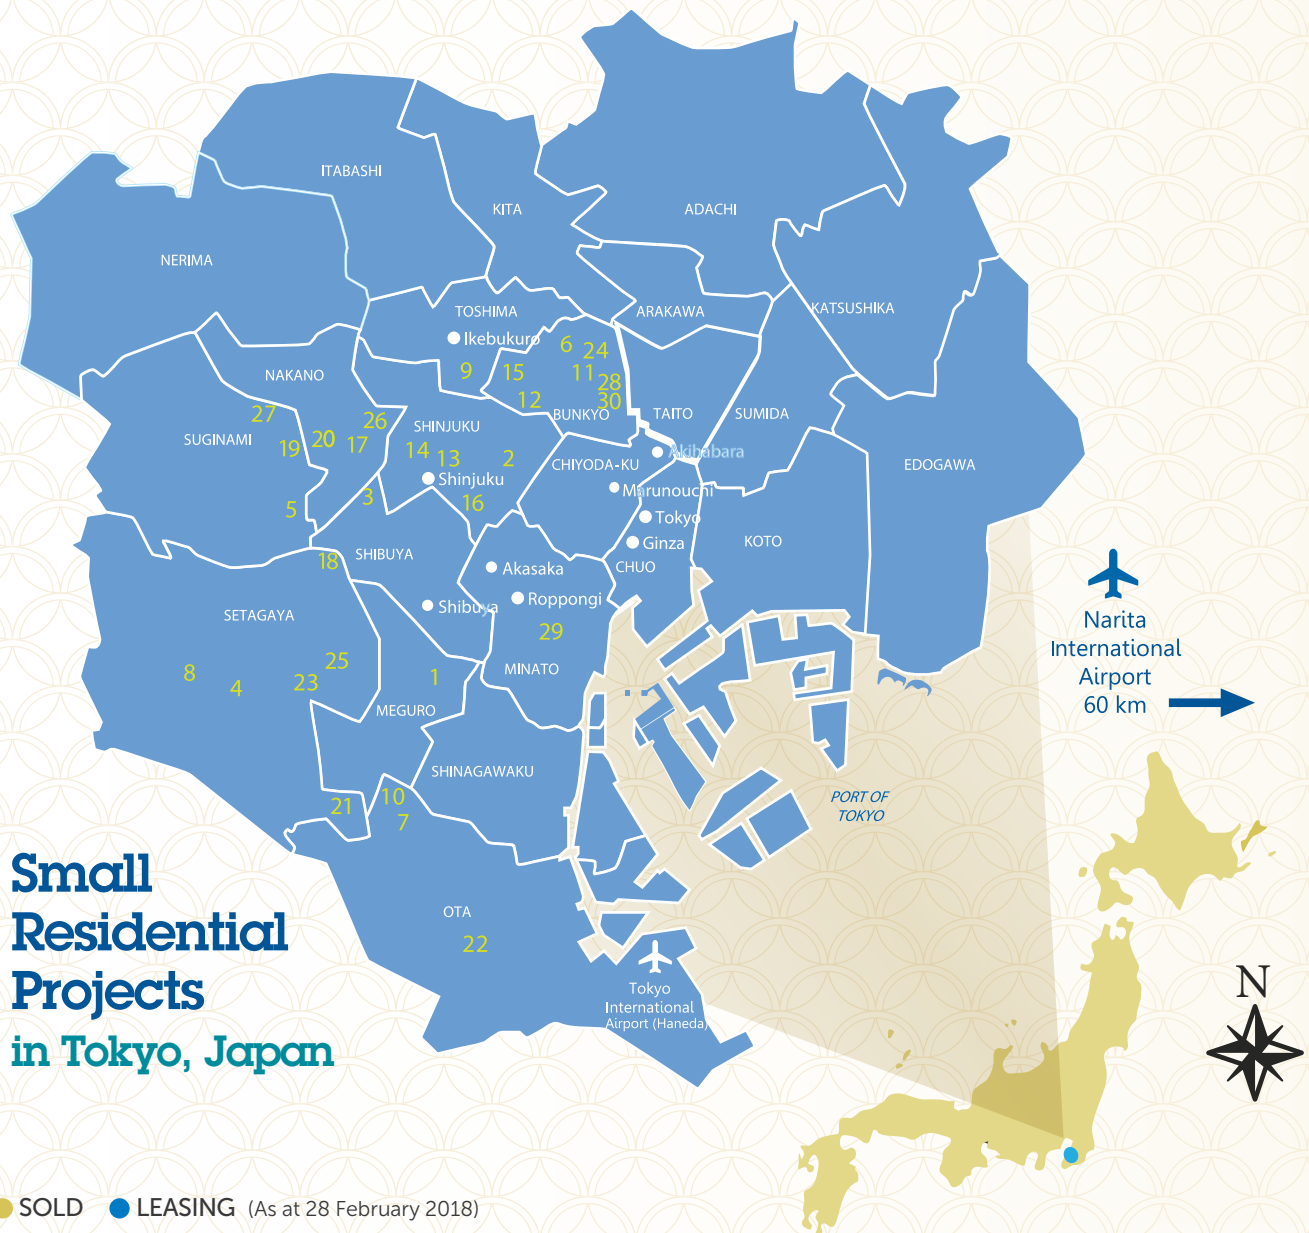 ITABASHI
KITA
ADACHI
NERIMA
TOSHIMA
ARAKAWA
KATSUSHIKA
Ikebukuro
6
24
9
15
11
28
NAKANO
12
30
27
26
BUNKYO
TAITO
SUMIDA
SHINJUKU
SUGINAMI
19
20
17
14
13
2
Akihabara
CHIYODA-KU
EDOGAWA
Shinjuku
Marunouchi
5
3
16
Tokyo
Ginza
KOTO
18
SHIBUYA
Akasaka
CHUO
Roppongi
Shibuya
SETAGAYA
29
Narita
International
Airport
60 km
25
MINATO
8
4
23
1
MEGURO
SHINAGAWAKU
21
10
7
PORT OF
TOKYO
Small
Residential
Projects
in Tokyo, Japan
OTA
22
Tokyo
International
Airport (Haneda)
N
SOLD LEASING (As at 28 February 2018)